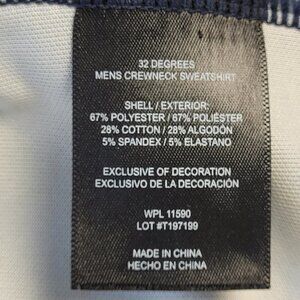 32 DEGREES
MENS CREWNECK SWEATSHIRT
SHELL / EXTERIOR:
67% POLYESTER / 67% POLIÉSTER
28% COTTON / 28% ALGODÓN
5% SPANDEX / 5% ELASTANO
EXCLUSIVE OF DECORATION
EXCLUSIVO DE LA DECORACIÓN
WPL 11590
LOT #T197199
MADE IN CHINA
HECHO EN CHINA